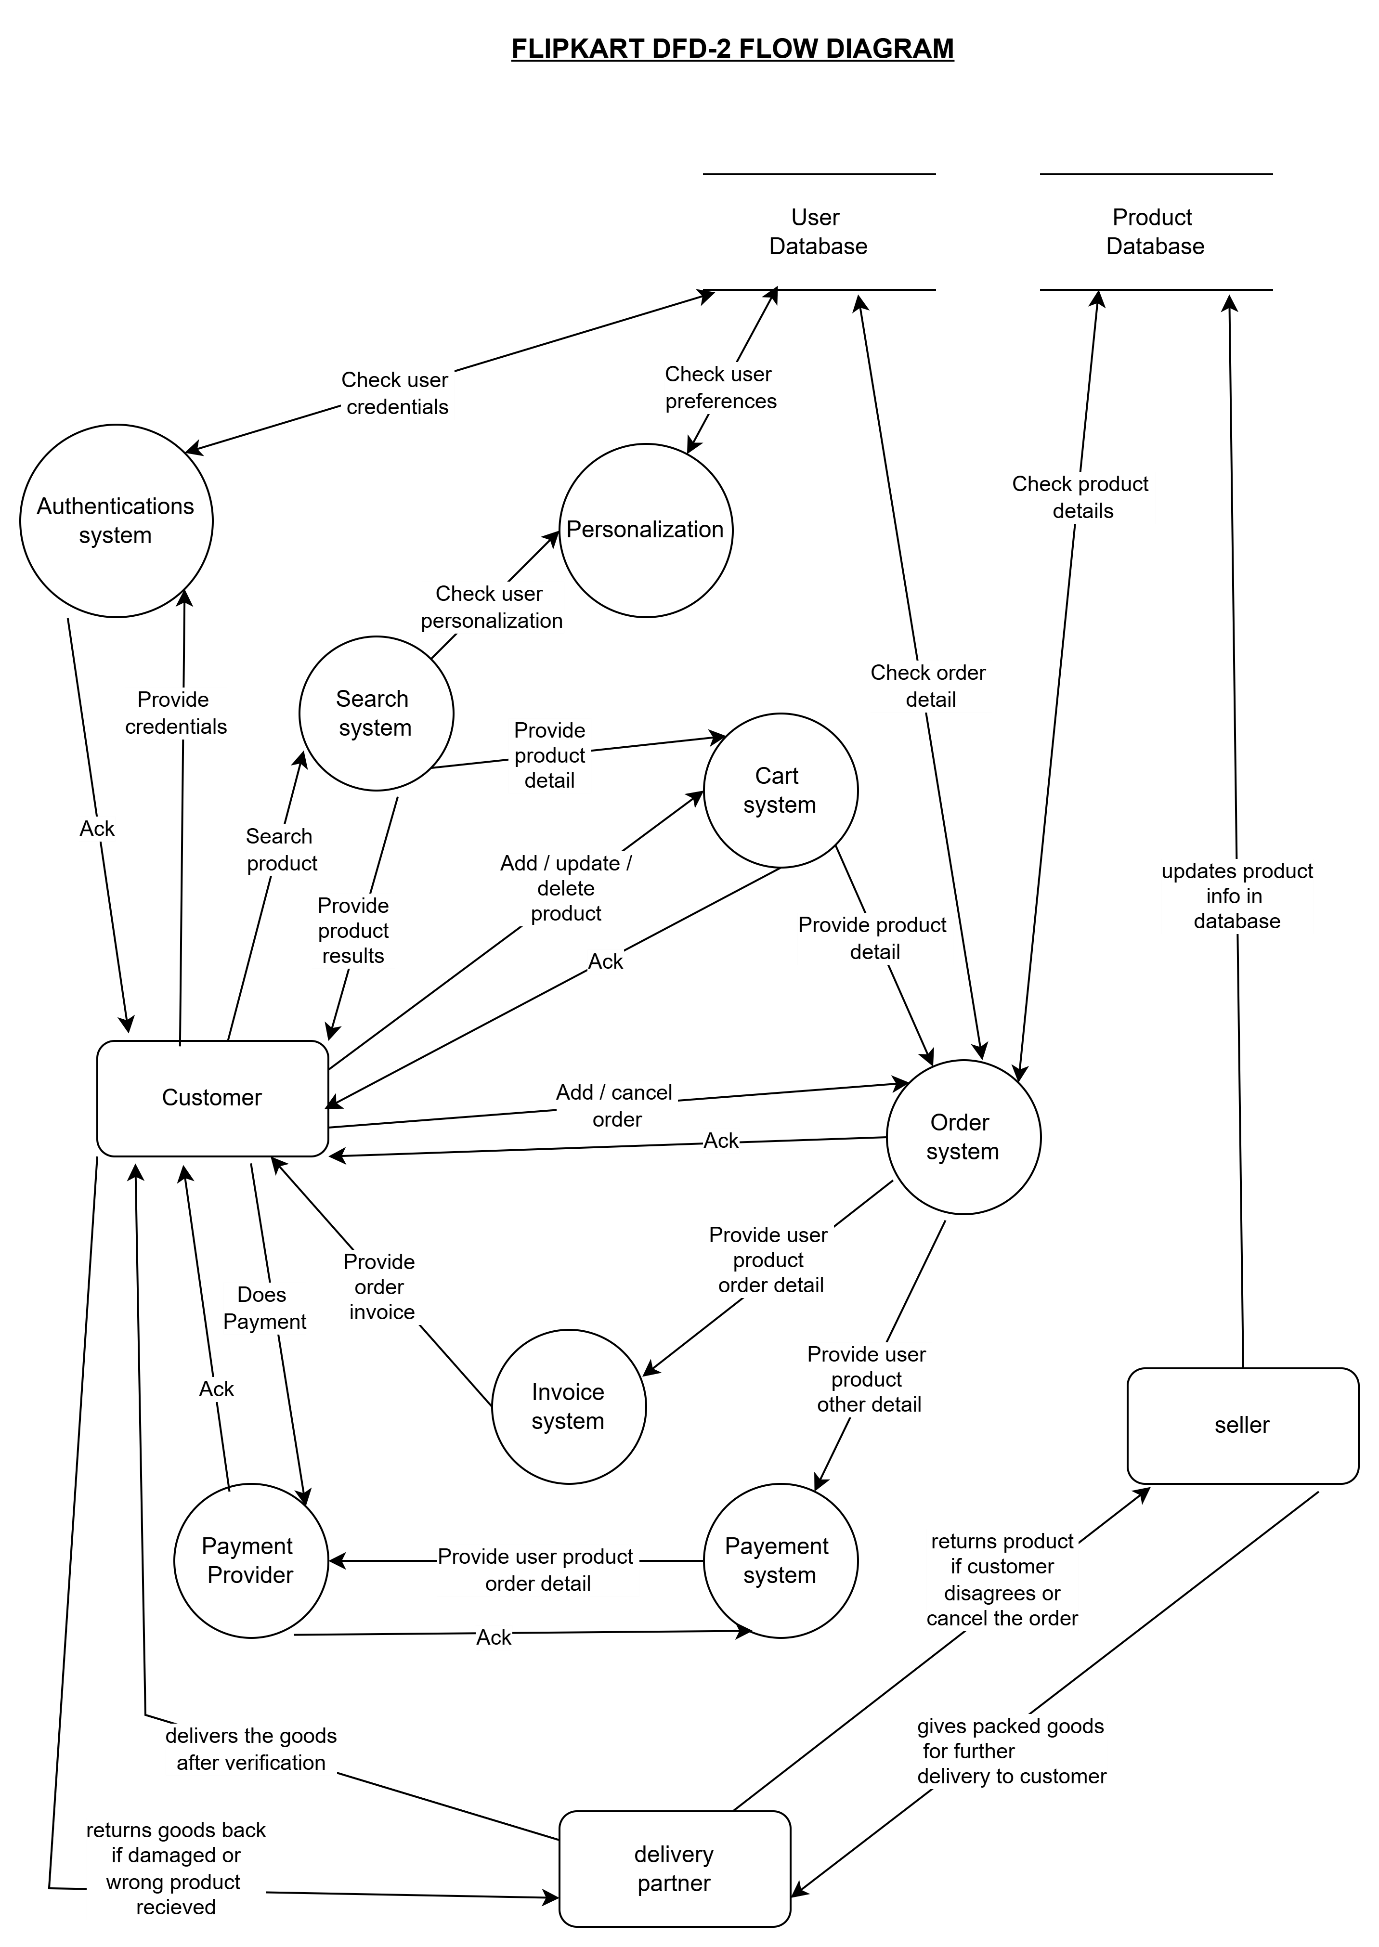 FLIPKART DFD-2 FLOW DIAGRAM
User
Database
Product
Database
Check user
credentials
Check user
preferences
Check product
details
Authentications
system
Personalization
Check user
personalization
Check order
detail
Provide
credentials
Search
system
Provide
product
detail
Cart
system
Ack
Search
product
Add / update /
delete
product
updates product
info in
database
Provide
product
results
Provide product
detail
Ack
Customer
Add / cancel
order
Order
system
Ack
Provide user
product
order detail
Provide
order
invoice
Does
Payment
Provide user
product
other detail
Ack
Invoice
system
seller
Payment
Provider
Provide user product
order detail
Payement
system
returns product
if customer
disagrees or
cancel the order
Ack
delivers the goods
after verification
gives packed goods
for further
delivery to customer
returns goods back
if damaged or
wrong product
recieved
delivery
partner